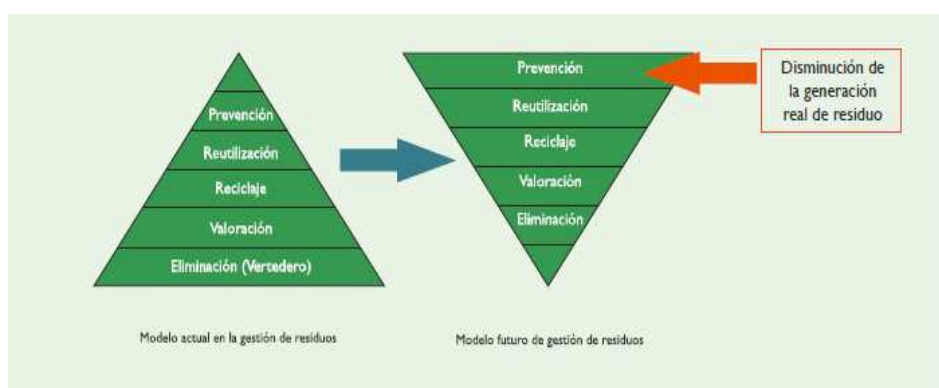 Prevención
Reutilización
Reciclaje
Valoración
Eliminación (Vertedero)
Modelo actual en la gestión de residuos
Prevención
Reutilización
Reciclaje
Valoración
Eliminación
Modelo futuro de gestión de residuos
Disminución de
la generación
real de residuo